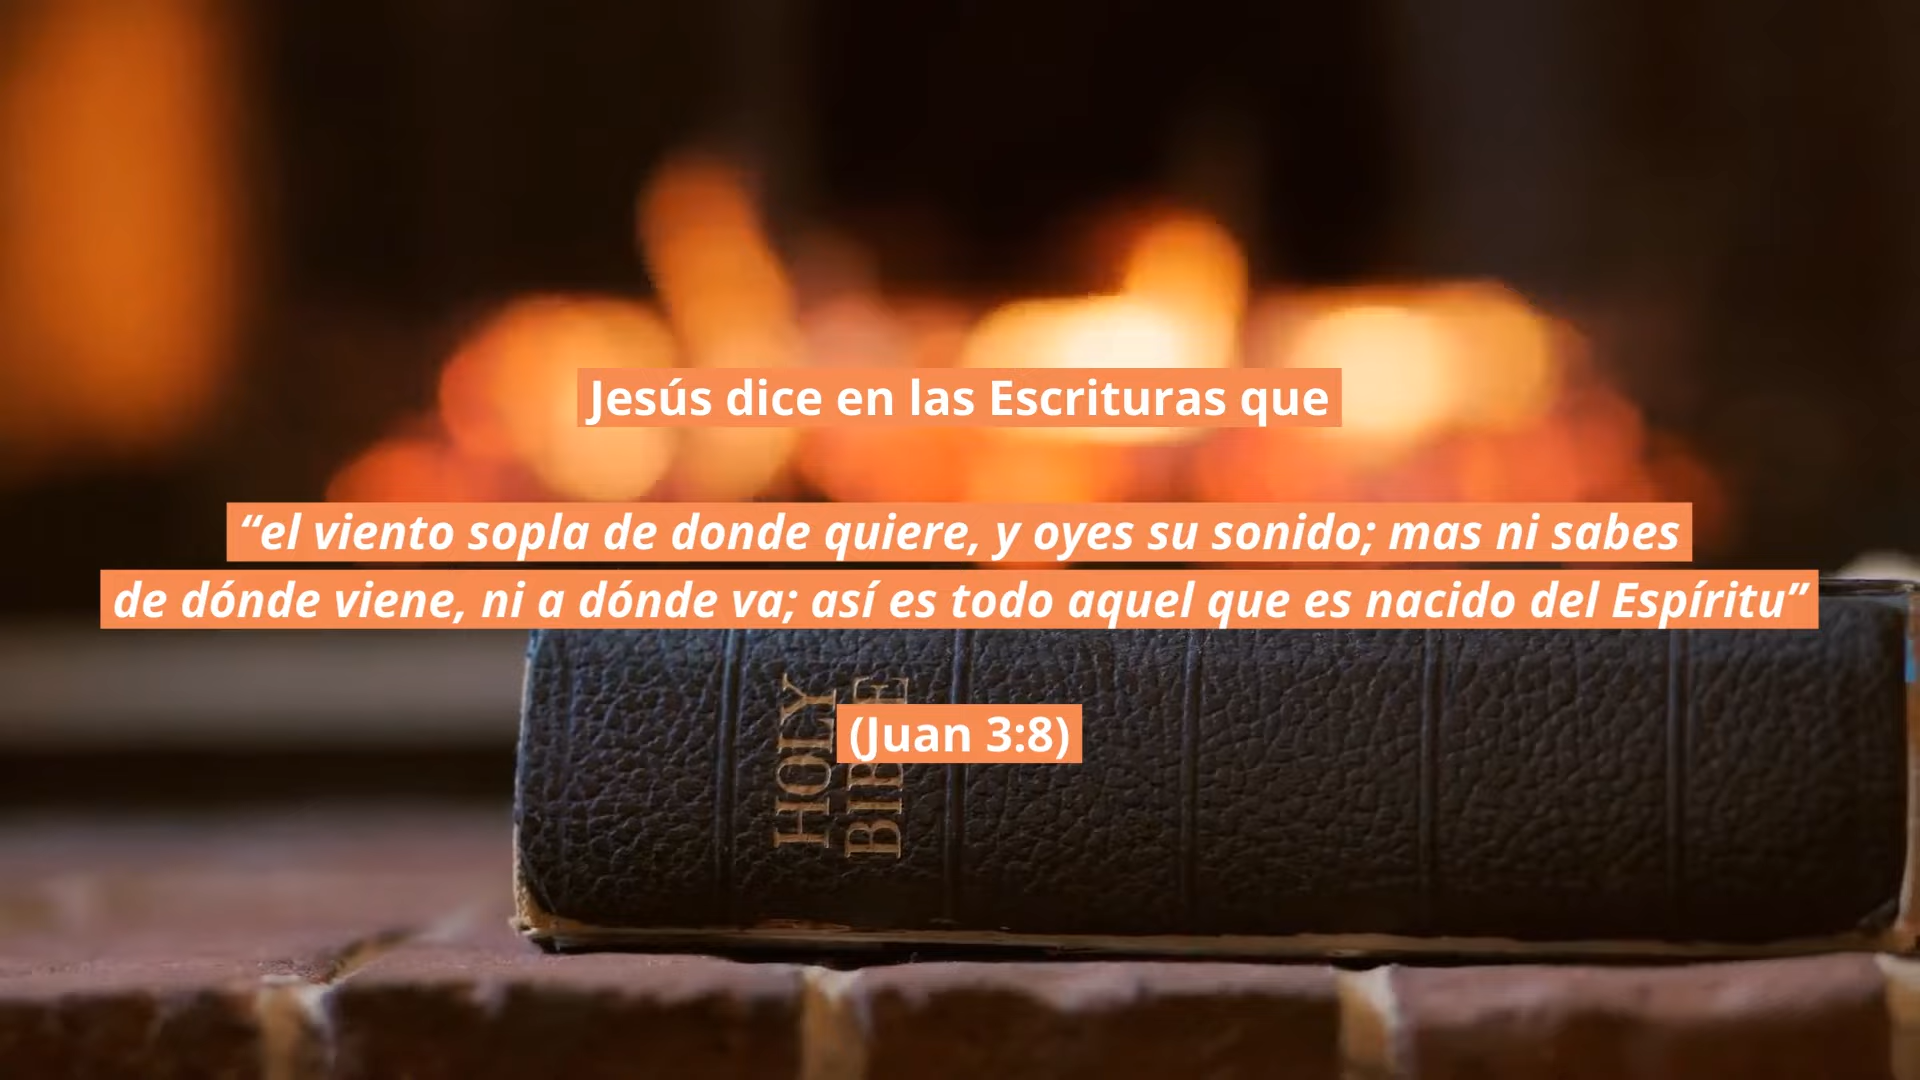 Jesús dice en las Escrituras que
“el viento sopla de donde quiere, y oyes su sonido; mas ni sabes
de dónde viene, ni a dónde va; así es todo aquel que es nacido del Espíritu”
(Juan 3:8)
HOLY
BIBLE